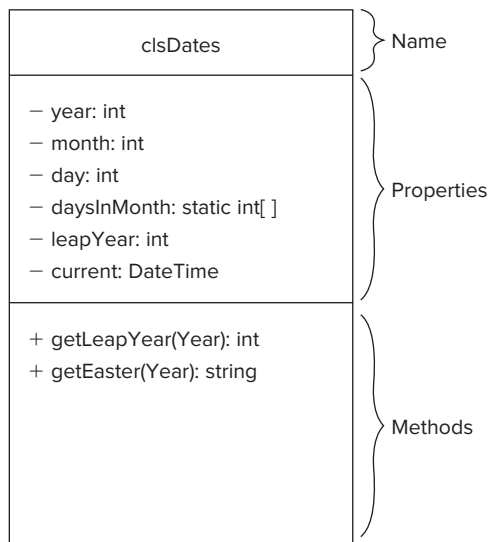 clsDates
Name
− year: int
− month: int
− day: int
− daysInMonth: static int[ ]
− leapYear: int
− current: DateTime
Properties
+ getLeapYear(Year): int
+ getEaster(Year): string
Methods